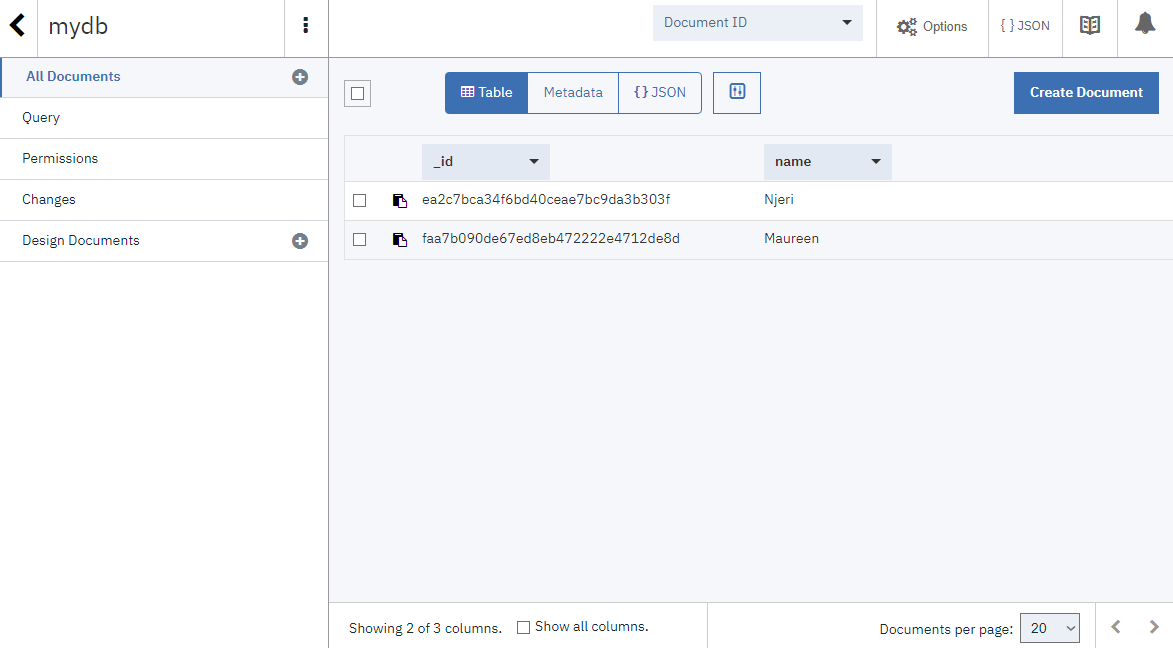 mydb
Document ID
Options
{ } JSON
All Documents
Query
Permissions
Changes
Design Documents
Table
Metadata
{} JSON
Create Document
_id name
ea2c7bca34f6bd40ceae7bc9da3b303f Njeri
faa7b090de67ed8eb472222e4712de8d Maureen
Showing 2 of 3 columns.
Show all columns.
Documents per page: 20